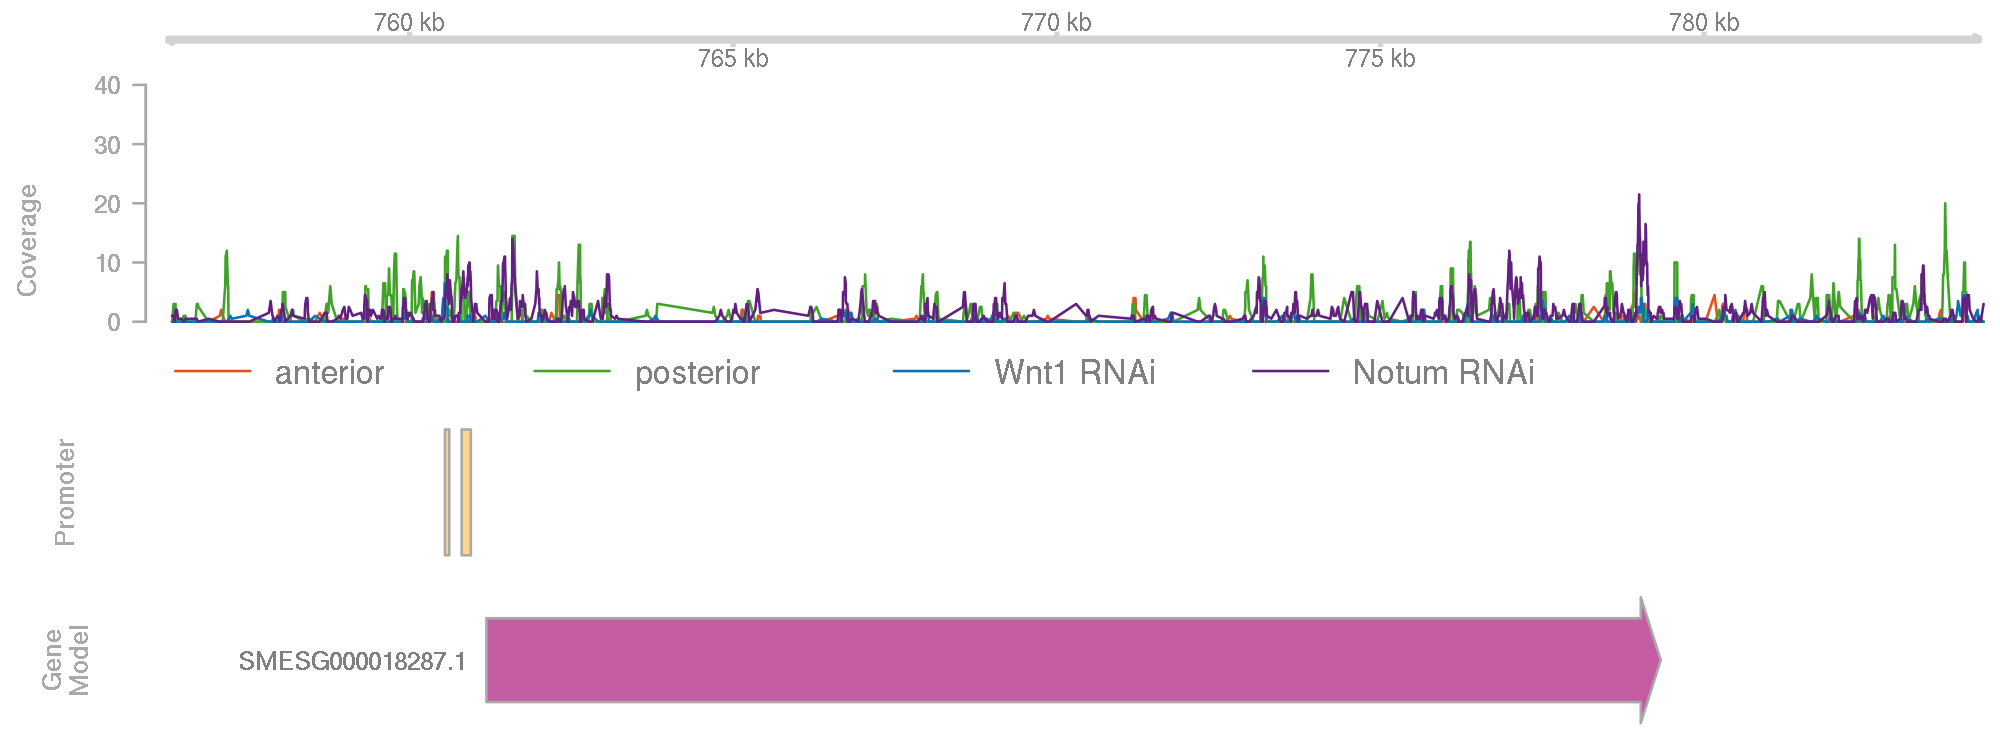 760 kb 770 kb 780 kb
765 kb 775 kb
40
30
20
10
0
Coverage
anterior posterior Wnt1 RNAi Notum RNAi
Promoter
Gene
Model
SMESG000018287.1